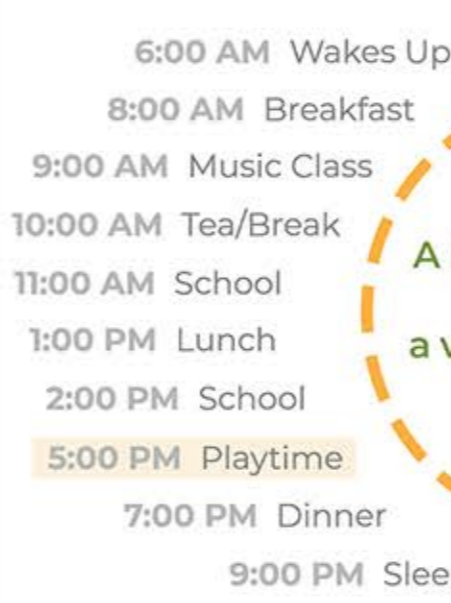 6:00 AM Wakes Up
8:00 AM Breakfast
9:00 AM Music Class
10:00 AM Tea/Break
A
11:00 AM School
1:00 PM Lunch
a
2:00 PM School
5:00 PM Playtime
7:00 PM Dinner
9:00 PM Slee